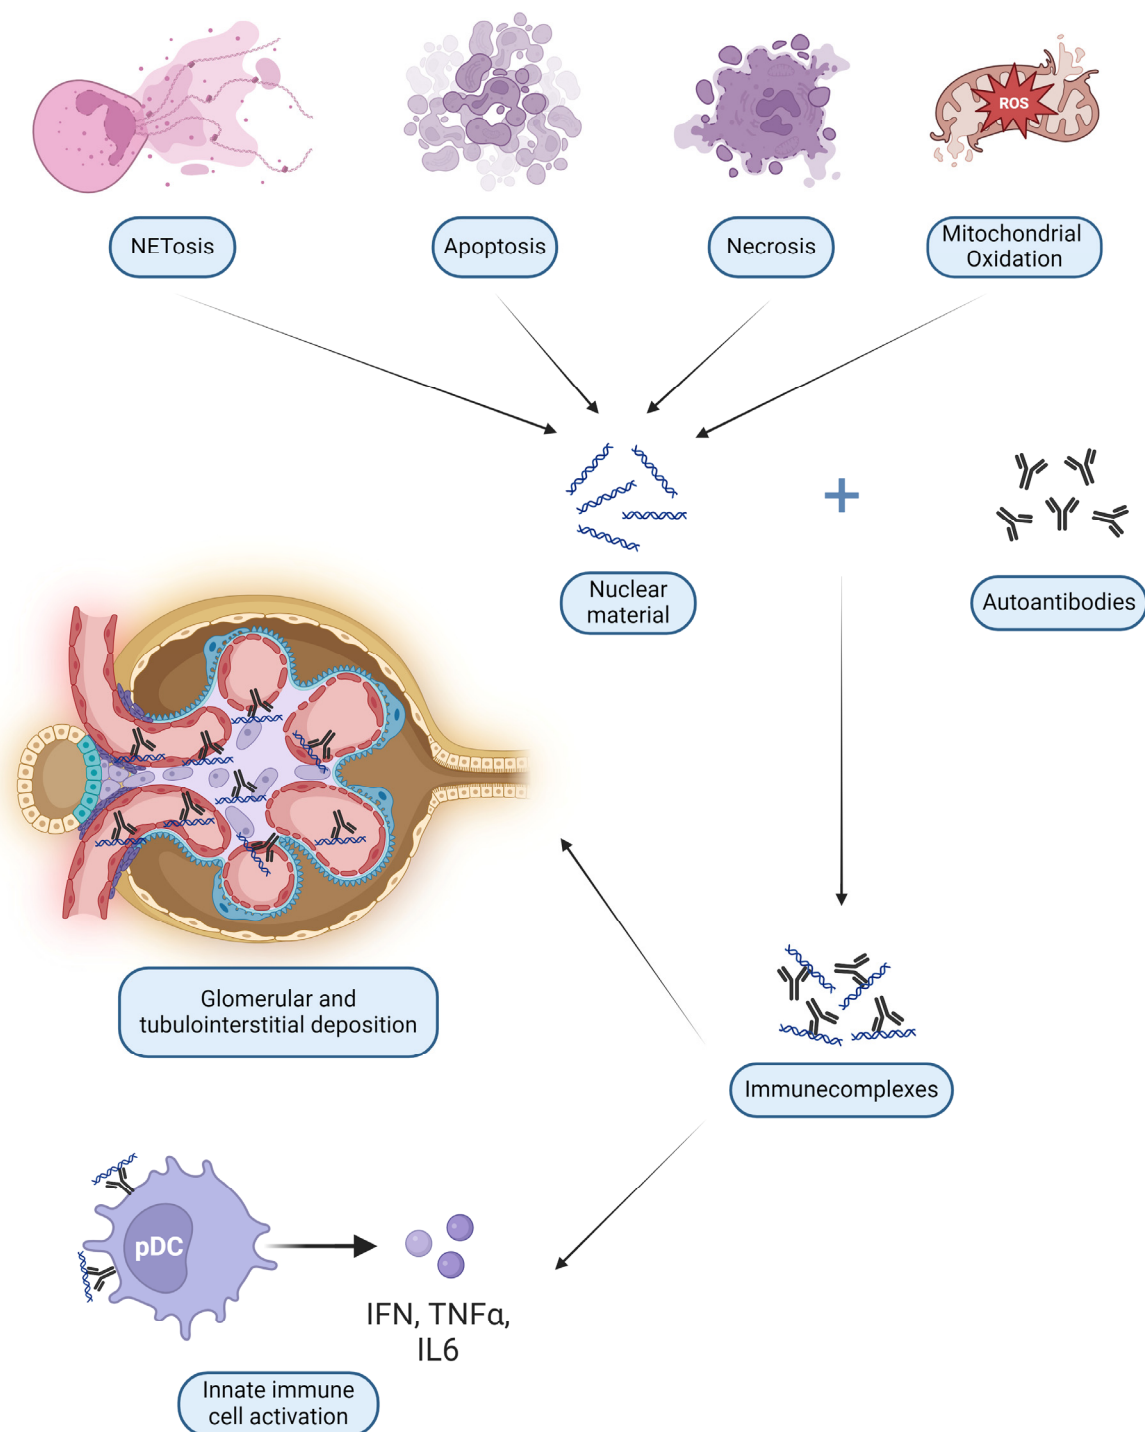 ROS
NETosis
Apoptosis
Necrosis
Mitochondrial
Oxidation
Nuclear
material
+
Autoantibodies
Glomerular and
tubulointerstitial deposition
Immunecomplexes
pDC
IFN, TNFα,
IL6
Innate immune
cell activation